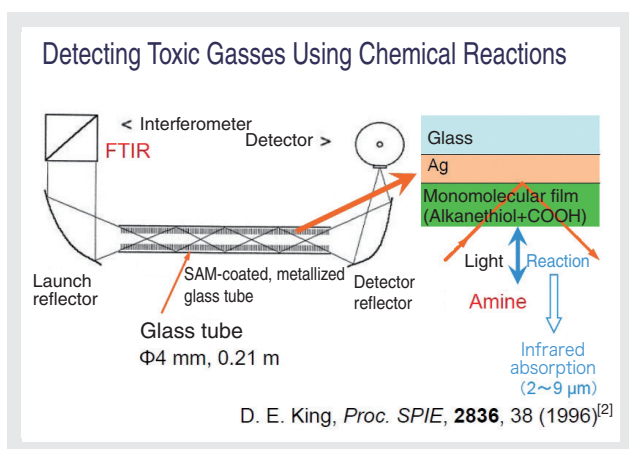 Detecting Toxic Gasses Using Chemical Reactions
< Interferometer
FTIR
Detector >
Launch
reflector
SAM-coated, metallized
glass tube
Detector
reflector
Glass tube
Φ4 mm, 0.21 m
Glass
Ag
Monomolecular film
(Alkanethiol+COOH)
Light
Reaction
Amine
Infrared
absorption
(2～9 μm)
D. E. King, Proc. SPIE, 2836, 38 (1996)[2]